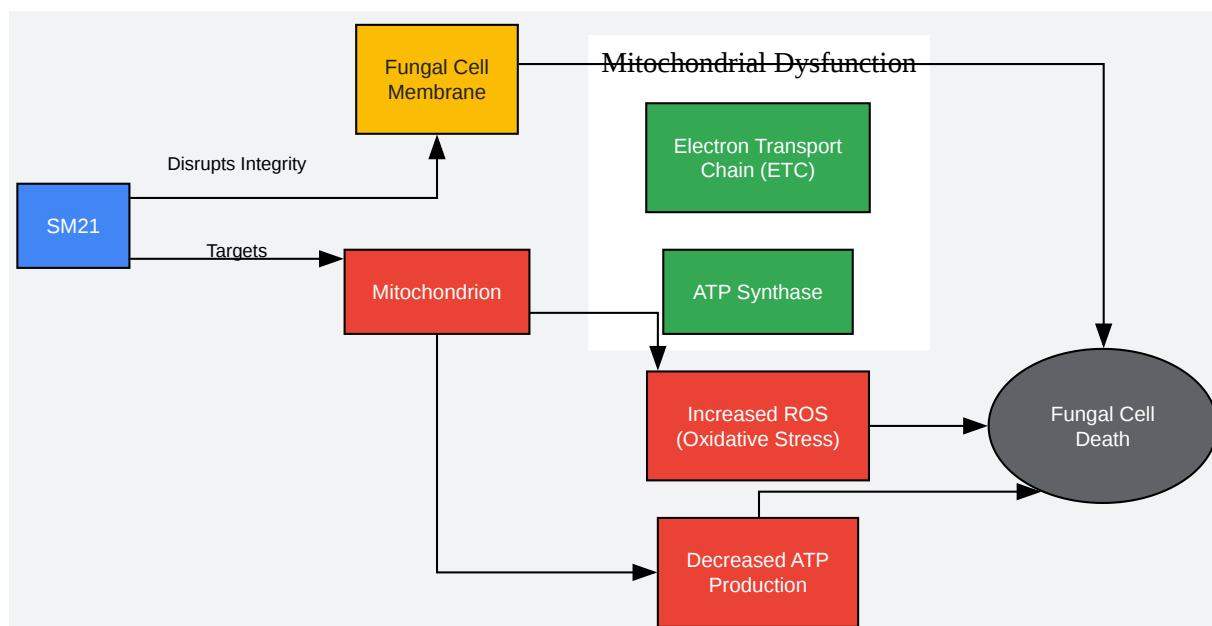 Fungal Cell
Membrane
Mitochondrial Dysfunction
Electron Transport
Chain (ETC)
Disrupts Integrity
SM21
Targets
Mitochondrion
ATP Synthase
Increased ROS
(Oxidative Stress)
Fungal Cell
Death
Decreased ATP
Production